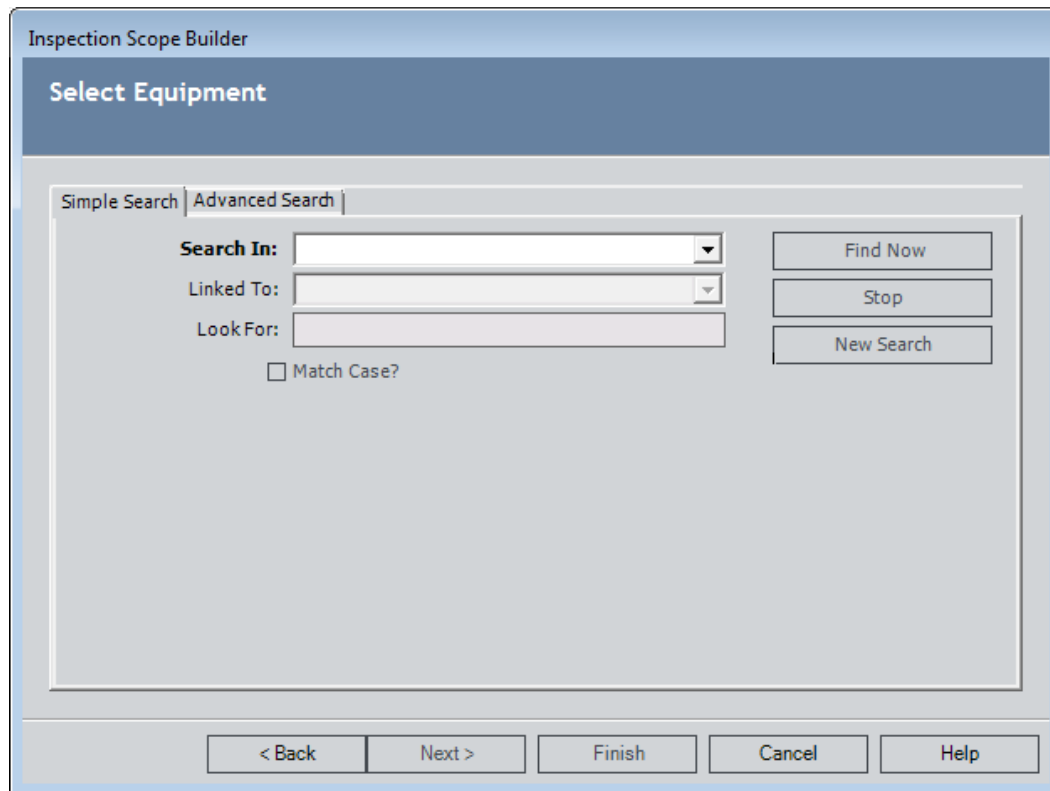 Inspection Scope Builder
Select Equipment
Simple Search Advanced Search
Search In:
Find Now
Linked To:
Stop
Look For:
New Search
Match Case?
< Back Next > Finish Cancel Help